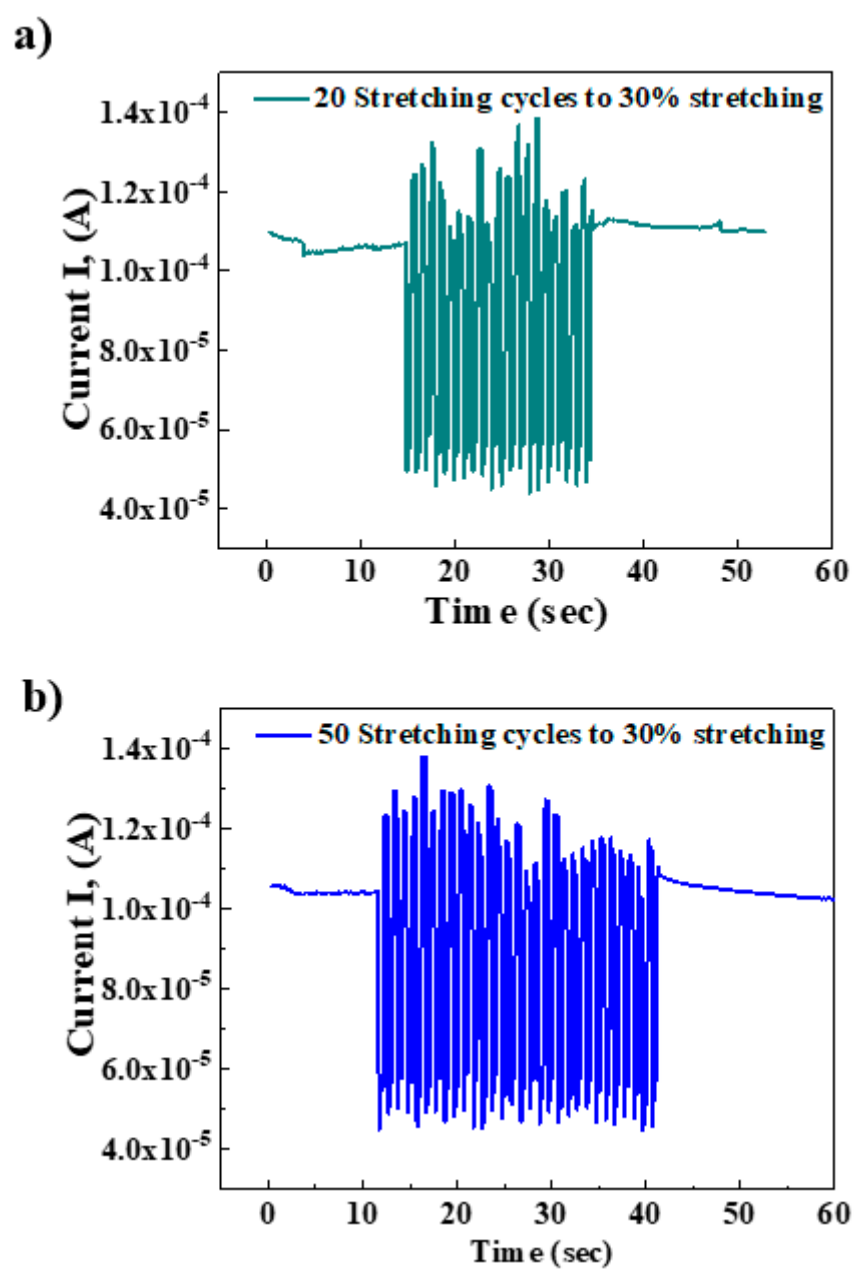 a)
20 Stretching cycles to 30% stretching
1.4x10⁻⁴
1.2x10⁻⁴
1.0x10⁻⁴
8.0x10⁻⁵
6.0x10⁻⁵
4.0x10⁻⁵
Current I, (A)
0 10 20 30 40 50 60
Time (sec)
b)
50 Stretching cycles to 30% stretching
1.4x10⁻⁴
1.2x10⁻⁴
1.0x10⁻⁴
8.0x10⁻⁵
6.0x10⁻⁵
4.0x10⁻⁵
Current I, (A)
0 10 20 30 40 50 60
Time (sec)